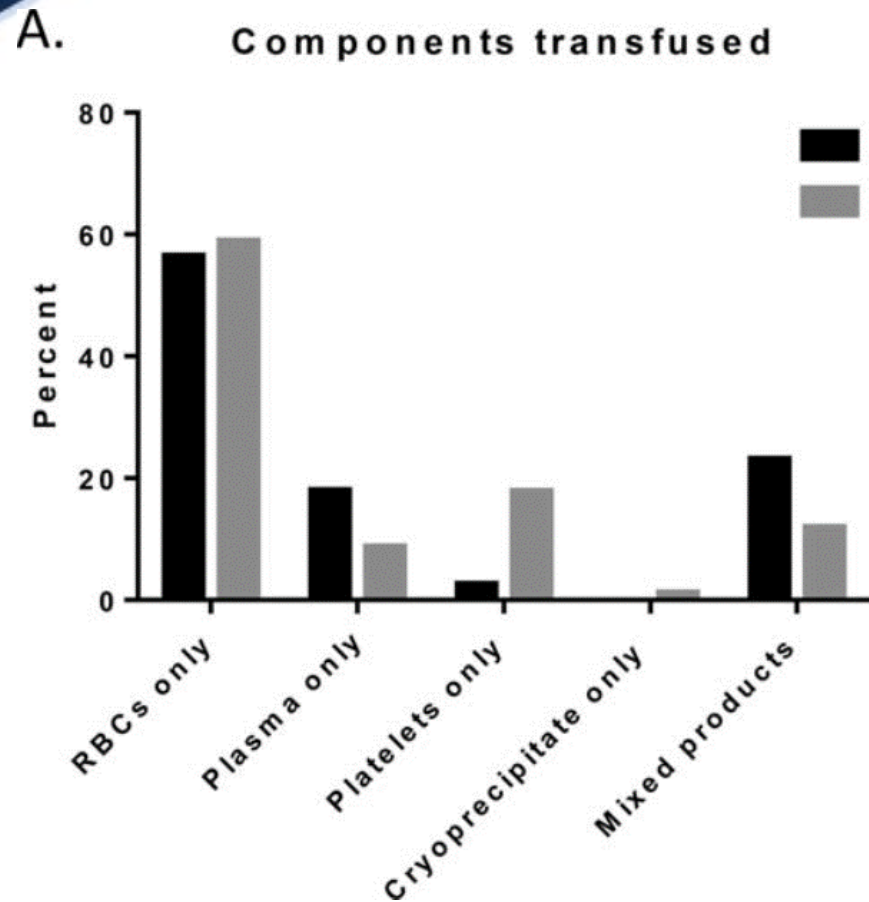 A.
Components transfused
80
60
40
20
0
Percent
RBCs only
Plasma only
Platelets only
Cryoprecipitate only
Mixed products